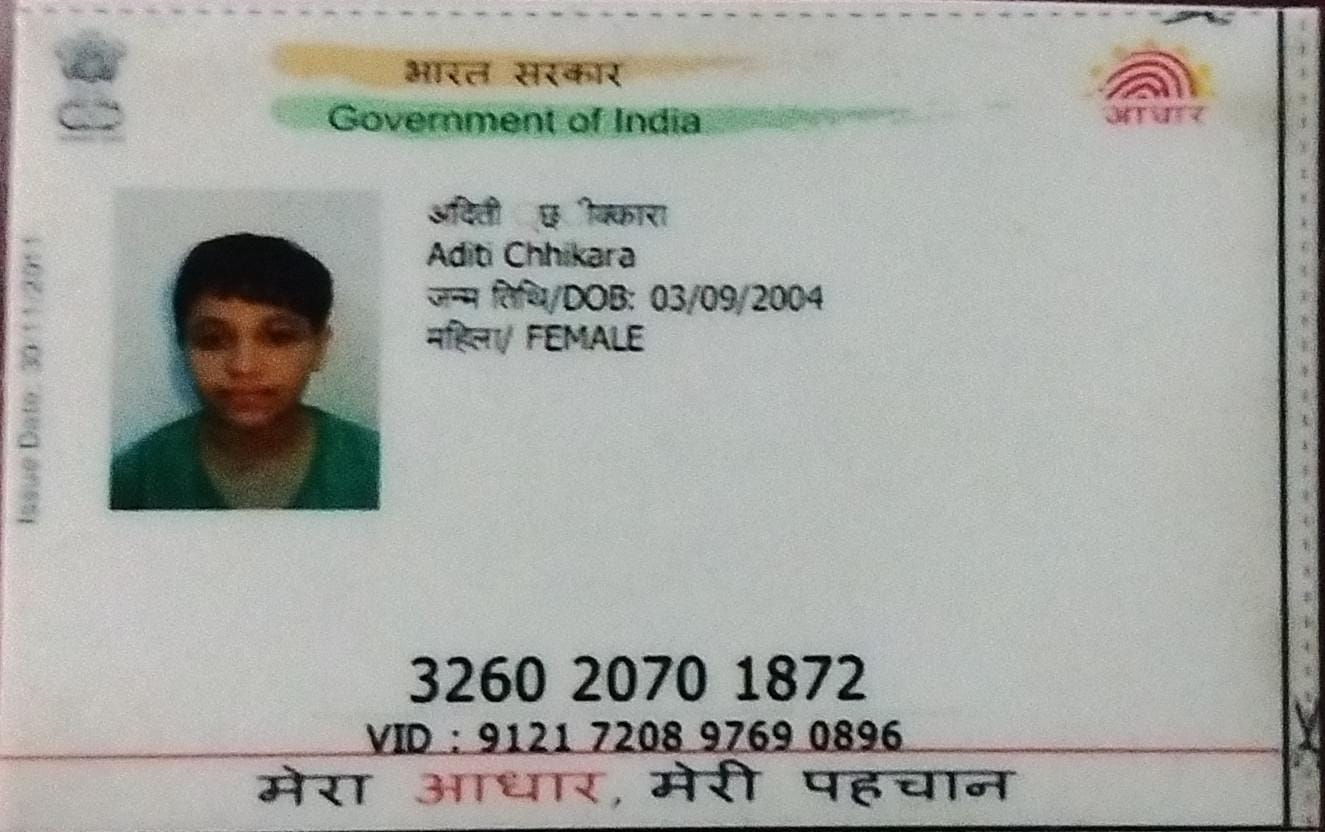 भारत सरकार
Government of India
आधार
अदिती छ ीक्कारा
Aditi Chhikara
जन्म तिथि/DOB: 03/09/2004
महिला/ FEMALE
Issue Date: 30/11/2011
3260 2070 1872
VID : 9121 7208 9769 0896
मेरा आधार, मेरी पहचान